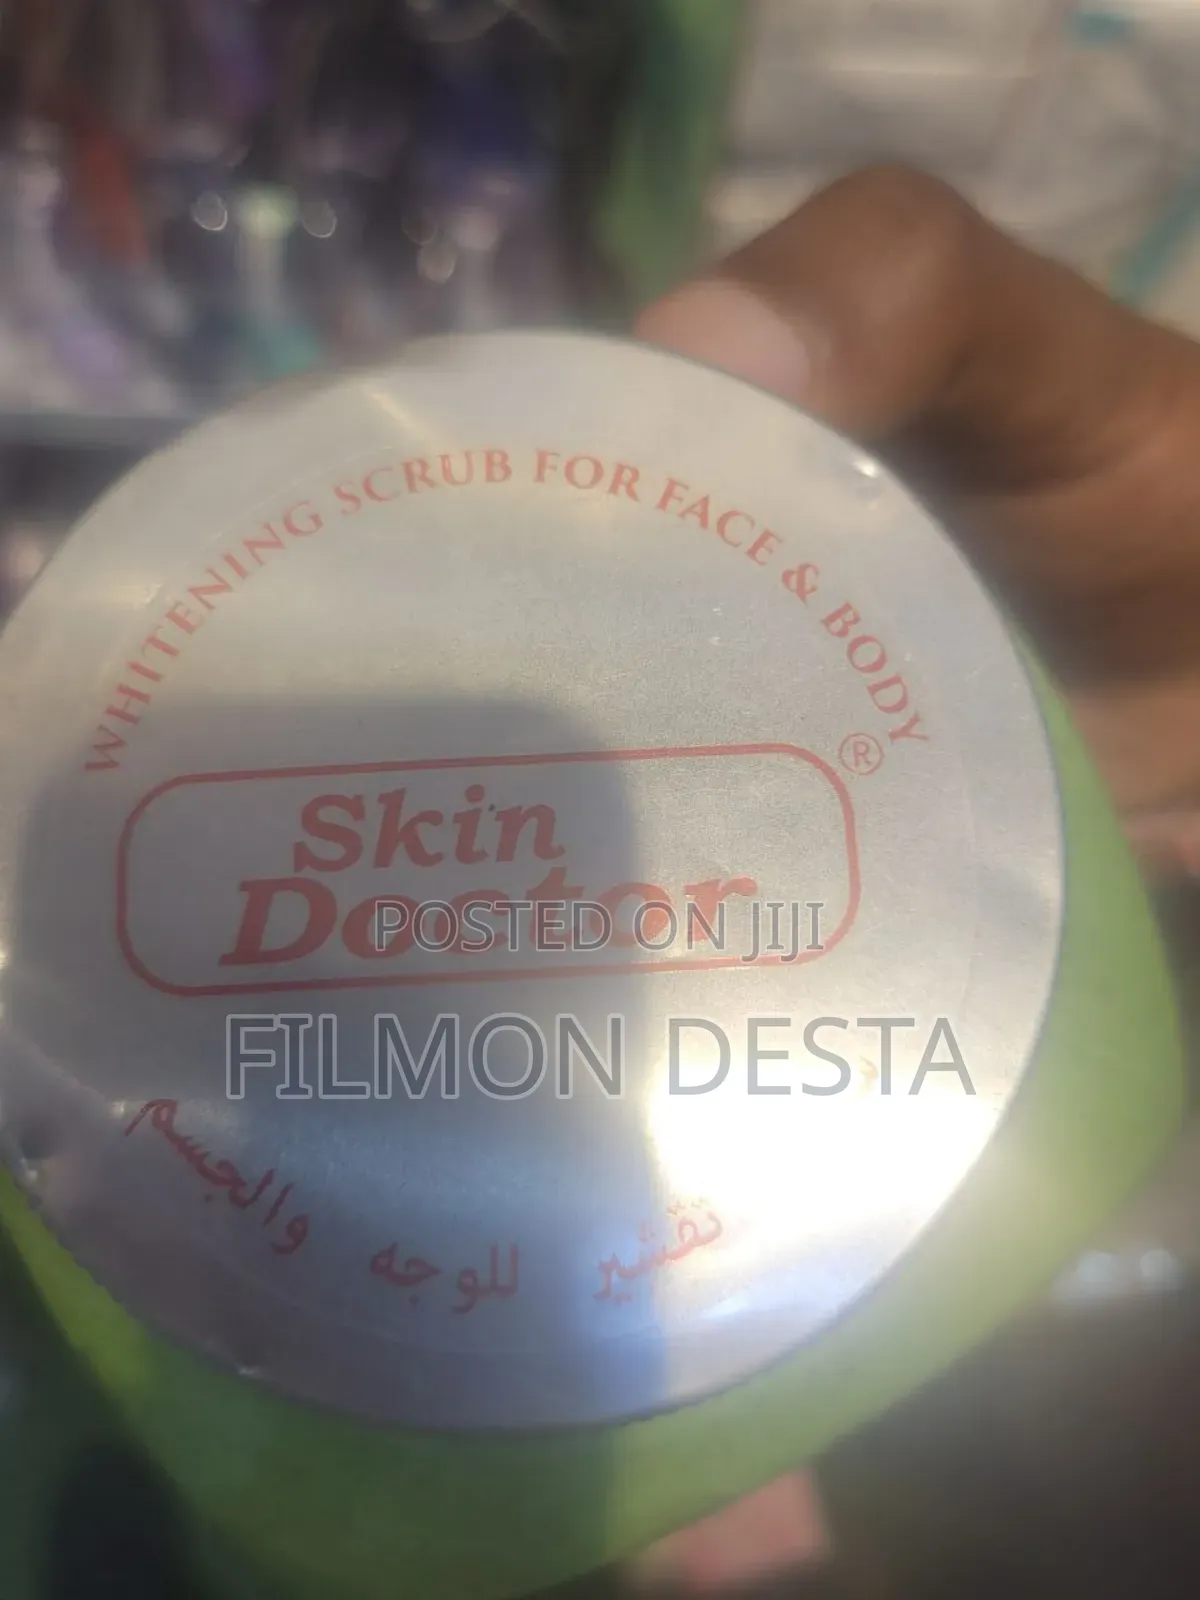 WHITENING SCRUB FOR FACE & BODY
®
Skin
Doctor
POSTED ON JIJI
FILMON DESTA
تقشير للوجه والجسم